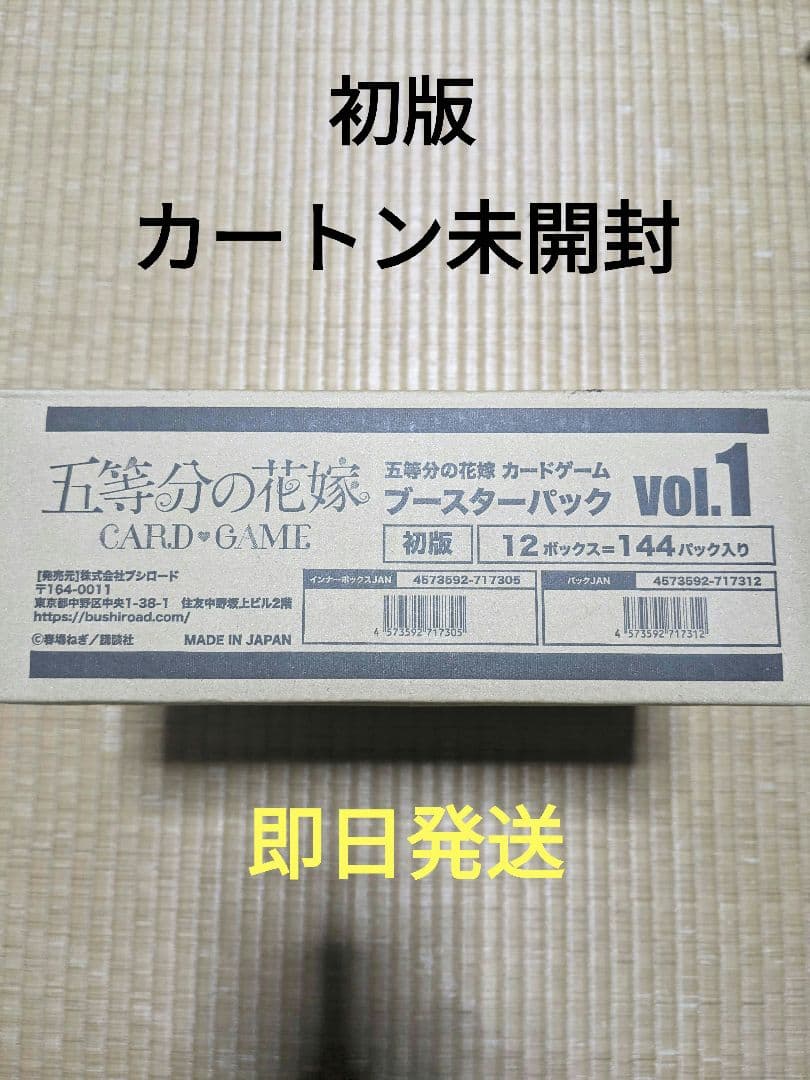 初版
カートン未開封
五等分の花嫁
CARD♥GAME
五等分の花嫁 カードゲーム
ブースターパック vol.1
初版 12ボックス=144パック入り
[発売元]株式会社ブシロード
〒164-0011
東京都中野区中央1-38-1 住友中野坂上ビル2階
https://bushiroad.com/
©春場ねぎ/講談社 MADE IN JAPAN
インナーボックスJAN 4573592-717305
4 573592 717305
パックJAN 4573592-717312
4 573592 717312
即日発送